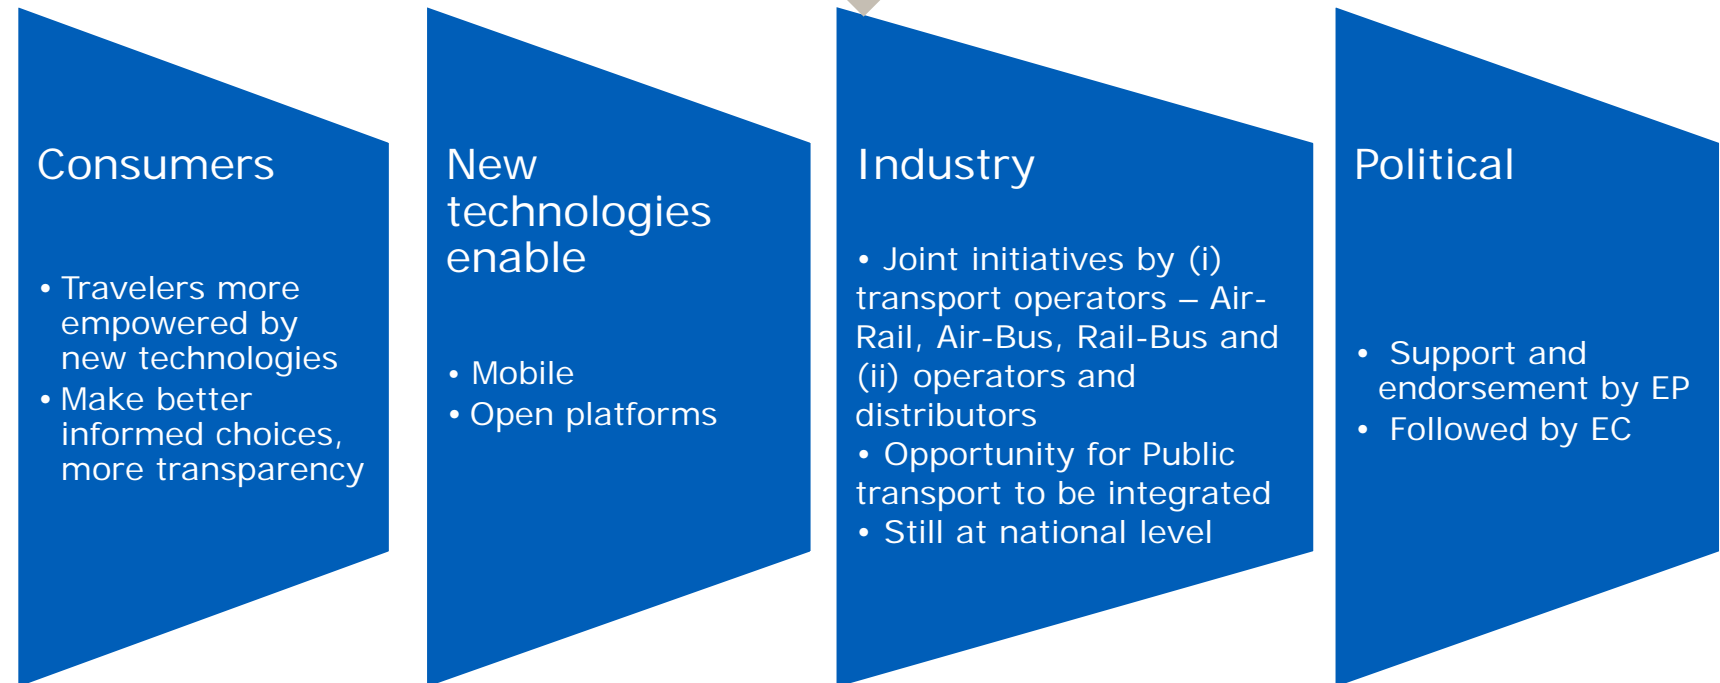 Consumers
• Travelers more
empowered by
new technologies
• Make better
informed choices,
more transparency
New
technologies
enable
• Mobile
• Open platforms
Industry
• Joint initiatives by (i)
transport operators – Air-
Rail, Air-Bus, Rail-Bus and
(ii) operators and
distributors
• Opportunity for Public
transport to be integrated
• Still at national level
Political
• Support and
endorsement by EP
• Followed by EC